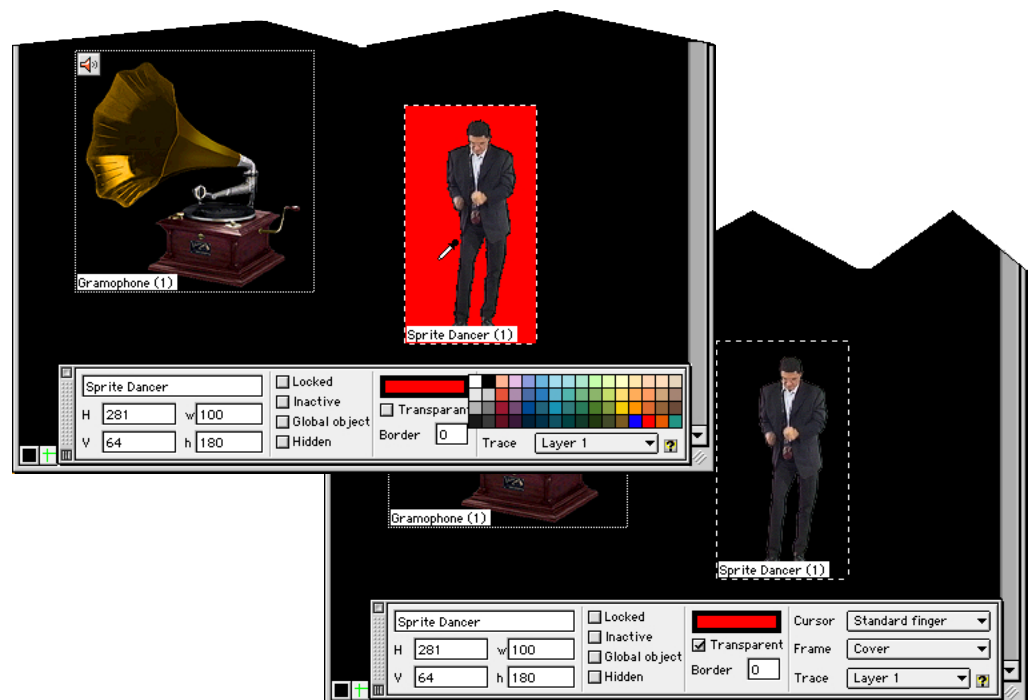 Gramophone (1)
Sprite Dancer (1)
Sprite Dancer
H 281 w 100
V 64 h 180
Locked
Inactive
Global object
Hidden
Transparant
Border 0
Trace Layer 1 ?
Gramophone (1)
Sprite Dancer (1)
Sprite Dancer
H 281 w 100
V 64 h 180
Locked
Inactive
Global object
Hidden
Transparent
Border 0
Cursor Standard finger
Frame Cover
Trace Layer 1 ?